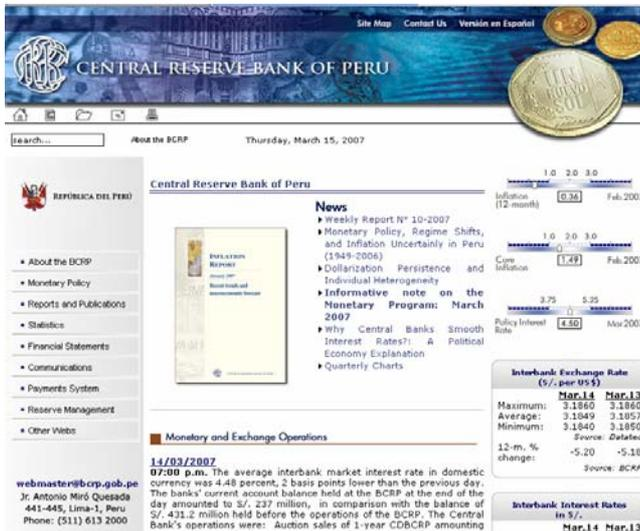 Site Map Contact Us Versión en Español
CENTRAL RESERVE BANK OF PERU
UN
NUEVO
SOL
search...
About the BCRP
Thursday, March 15, 2007
REPÚBLICA DEL PERÚ
About the BCRP
Monetary Policy
Reports and Publications
Statistics
Financial Statements
Communications
Payments System
Reserve Management
Other Webs
webmaster@bcrp.gob.pe
Jr. Antonio Miró Quesada
441-445, Lima-1, Peru
Phone: (511) 613 2000
Central Reserve Bank of Peru
INFLATION
REPORT
January 2007
News
Weekly Report N° 10-2007
Monetary Policy, Regime Shifts,
and Inflation Uncertainly in Peru
(1949-2006)
Dollarization Persistence and
Individual Heterogeneity
Informative note on the
Monetary Program: March
2007
Why Central Banks Smooth
Interest Rates?: A Political
Economy Explanation
Quarterly Charts
Monetary and Exchange Operations
14/03/2007
07:00 p.m. The average interbank market interest rate in domestic
currency was 4.48 percent, 2 basis points lower than the previous day.
The banks' current account balance held at the BCRP at the end of the
day amounted to S/. 237 million, in comparison with the balance of
S/. 431.2 million held before the operations of the BCRP. The Central
Bank's operations were: Auction sales of 1-year CDBCRP amounting
1.0 2.0 3.0
Inflation 0.36 Feb.200
(12-month)
1.0 2.0 3.0
Core 1.49 Feb.200
Inflation
3.75 5.25
Policy Interest 4.50 Mar.200
Rate
Interbank Exchange Rate
(S/. per US$)
Mar.14 Mar.13
Maximum: 3.1860 3.1860
Average: 3.1849 3.1857
Minimum: 3.1840 3.1850
Source: Datatec
12-m. % -5.20 -5.18
change:
Source: BCRP
Interbank Interest Rates
in S/.
Mar.14 Mar.13